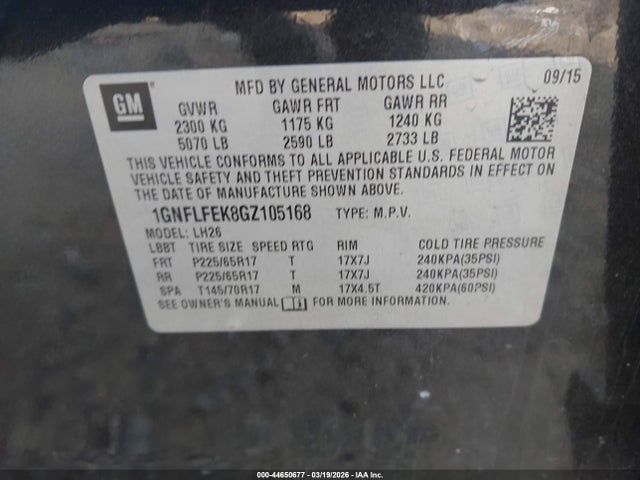 GM
MFD BY GENERAL MOTORS LLC 09/15
GVWR GAWR FRT GAWR RR
2300 KG 1175 KG 1240 KG
5070 LB 2590 LB 2733 LB
THIS VEHICLE CONFORMS TO ALL APPLICABLE U.S. FEDERAL MOTOR
VEHICLE SAFETY AND THEFT PREVENTION STANDARDS IN EFFECT ON
THE DATE OF MANUFACTURE SHOWN ABOVE.
1GNFLFEK8GZ105168 TYPE: M.P.V.
MODEL: LH26
LBBT TIRE SIZE SPEED RTG RIM COLD TIRE PRESSURE
FRT P225/65R17 T 17X7J 240KPA(35PSI)
RR P225/65R17 T 17X7J 240KPA(35PSI)
SPA T145/70R17 M 17X4.5T 420KPA(60PSI)
SEE OWNER'S MANUAL FOR MORE INFORMATION.
000-44650677 - 03/19/2026 - IAA Inc.